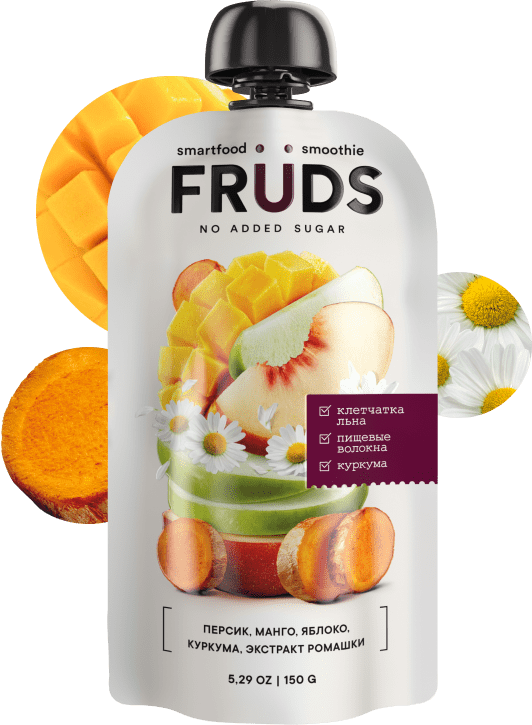 smartfood smoothie
FRÜDS
NO ADDED SUGAR
клетчатка
льна
пищевые
волокна
куркума
ПЕРСИК, МАНГО, ЯБЛОКО,
КУРКУМА, ЭКСТРАКТ РОМАШКИ
5,29 OZ | 150 G